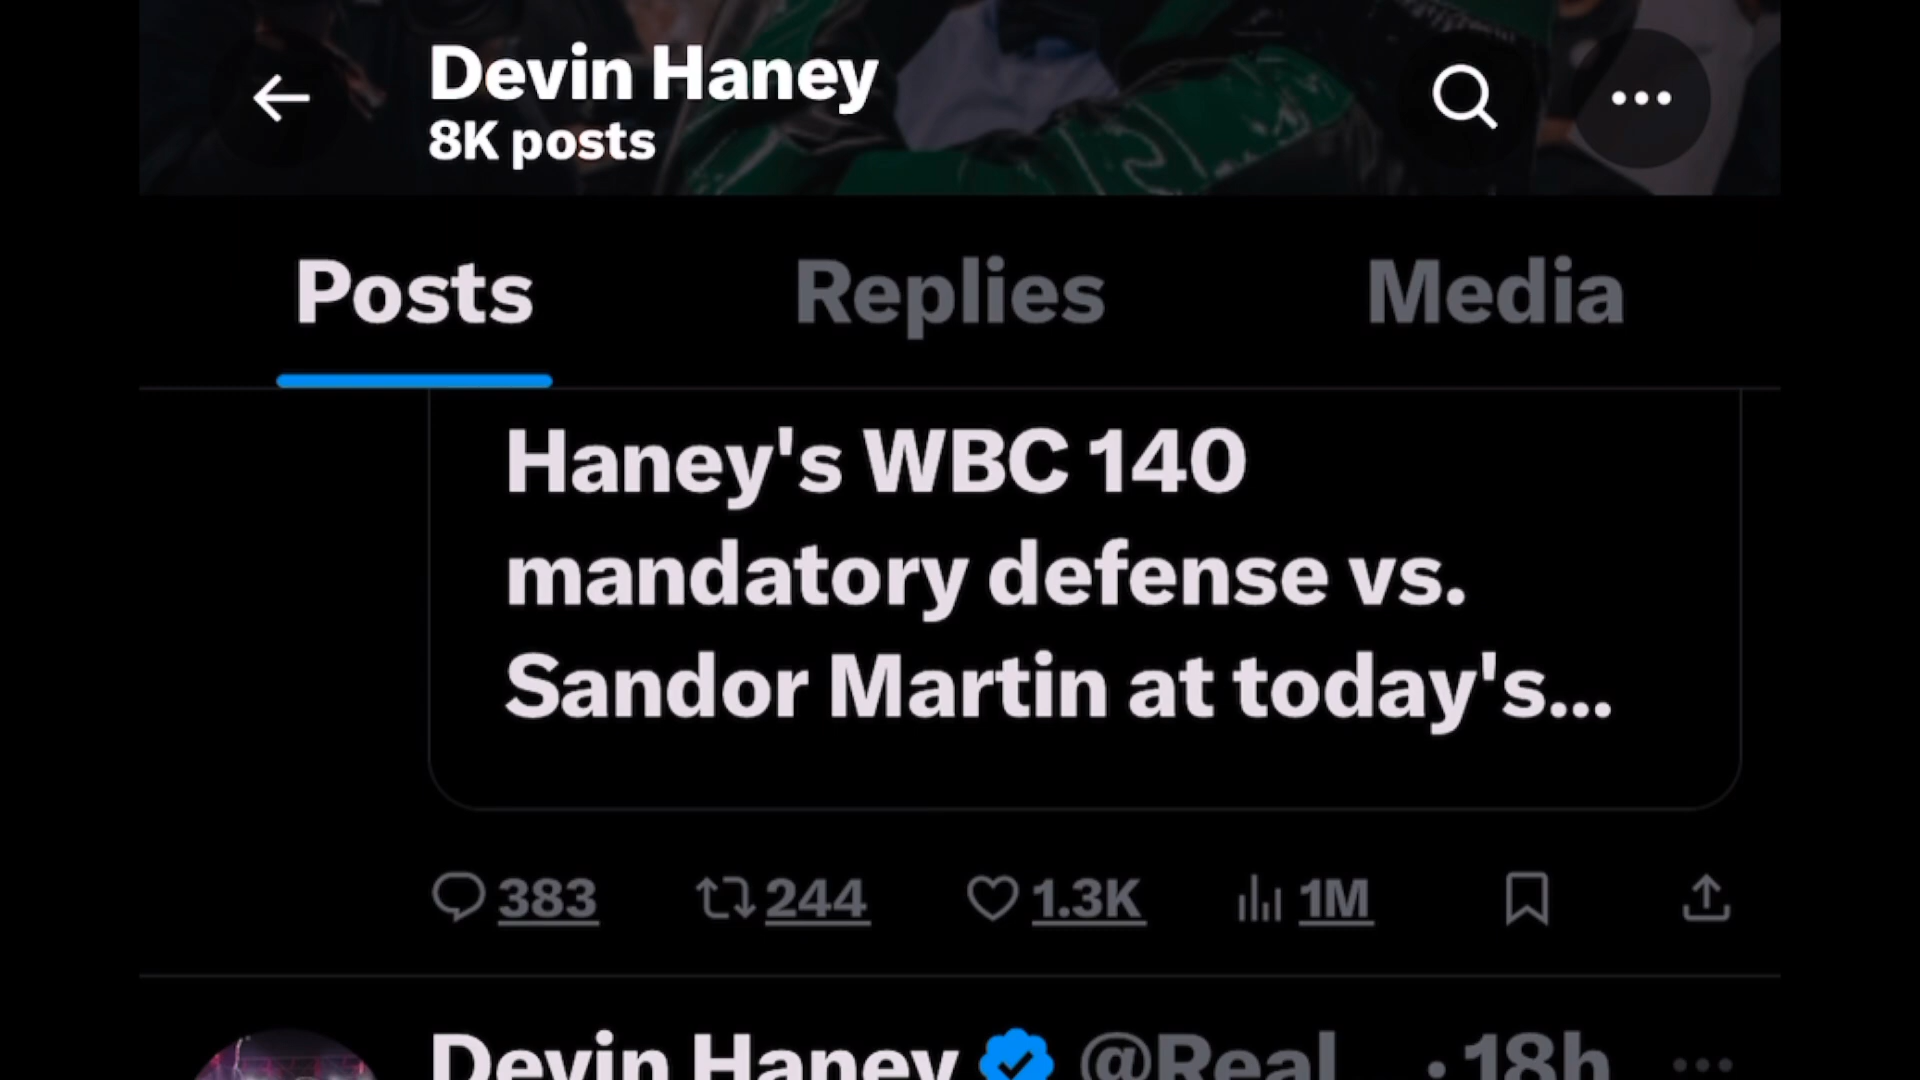 Devin Haney
8K posts
Posts Replies Media
Haney's WBC 140
mandatory defense vs.
Sandor Martin at today's...
383 244 1.3K 1M
Devin Haney @Real · 18h